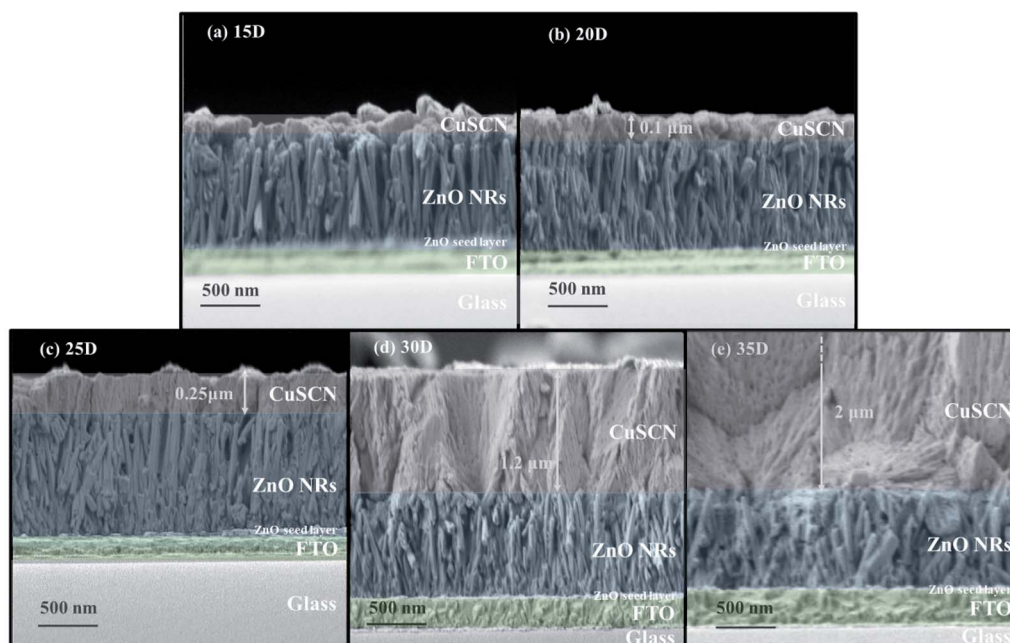 (a) 15D
CuSCN
ZnO NRs
ZnO seed layer
FTO
500 nm
Glass
(b) 20D
0.1 µm
CuSCN
ZnO NRs
ZnO seed layer
FTO
500 nm
Glass
(c) 25D
0.25µm
CuSCN
ZnO NRs
ZnO seed layer
FTO
Glass
500 nm
(d) 30D
CuSCN
1.2 µm
ZnO NRs
ZnO seed layer
FTO
500 nm
Glass
(e) 35D
2 µm
CuSCN
ZnO NRs
ZnO seed layer
FTO
500 nm
Glass